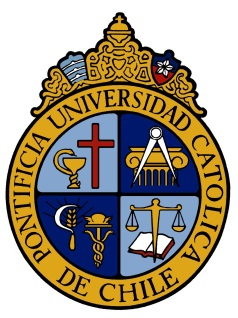 PONTIFICIA UNIVERSIDAD CATOLICA
DE CHILE